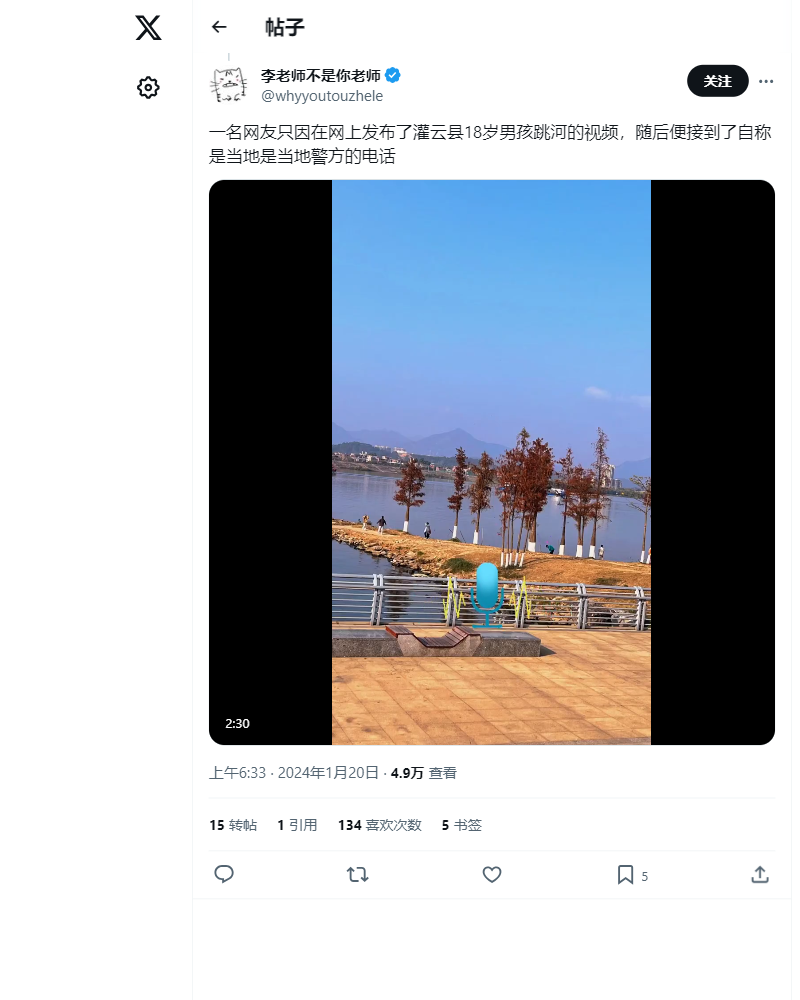 帖子
李老师不是你老师
@whyyoutouzhele
关注
一名网友只因在网上发布了灌云县18岁男孩跳河的视频，随后便接到了自称
是当地是当地警方的电话
2:30
上午6:33 · 2024年1月20日 · 4.9万 查看
15 转帖 1 引用 134 喜欢次数 5 书签
5